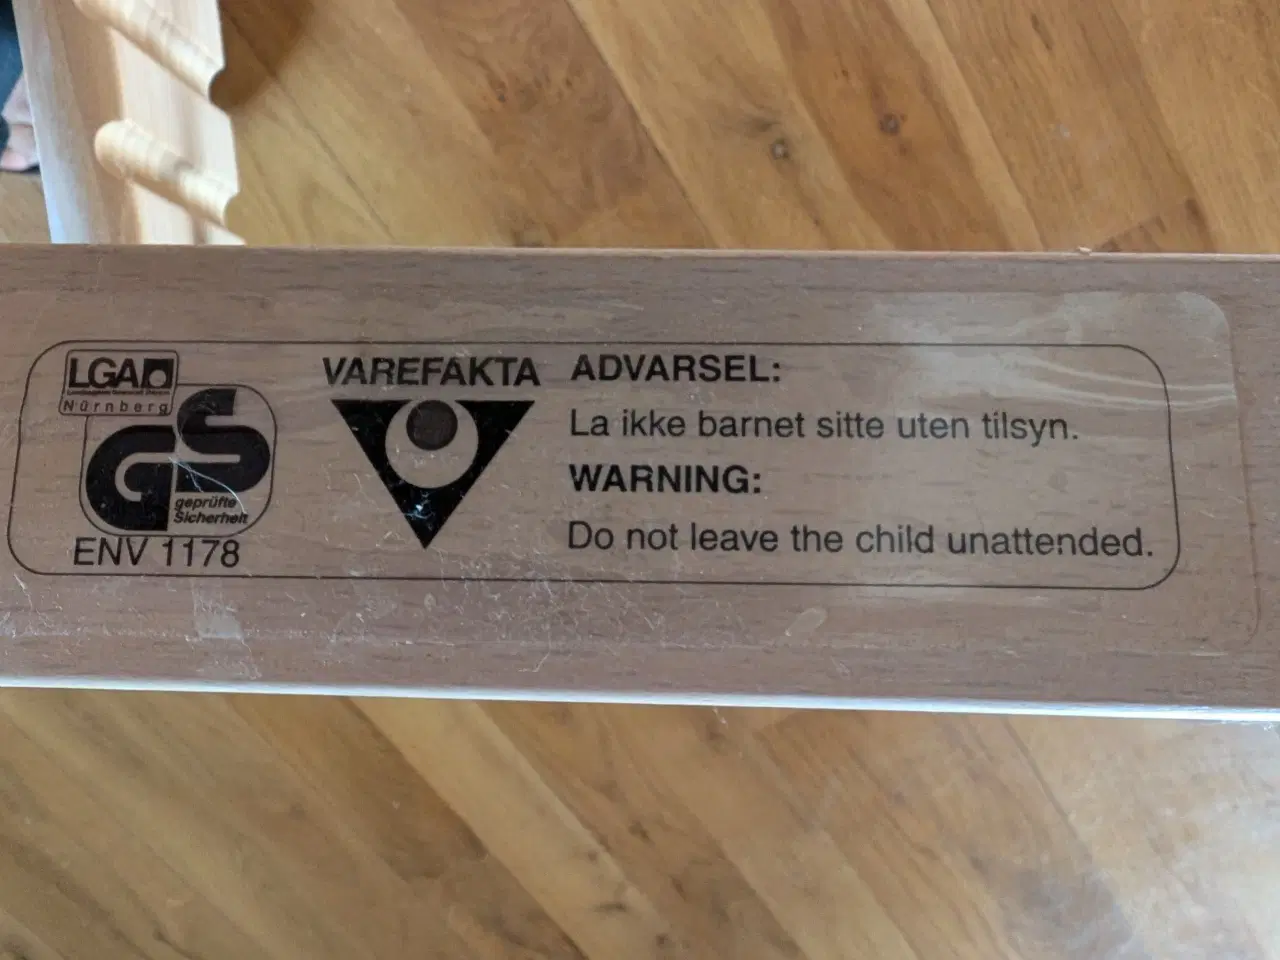 LGA
Nürnberg
GS
geprüfte
Sicherheit
ENV 1178
VAREFAKTA
ADVARSEL:
La ikke barnet sitte uten tilsyn.
WARNING:
Do not leave the child unattended.